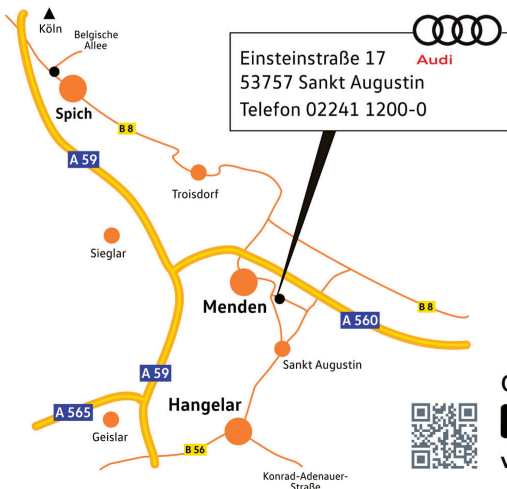 Köln
Belgische
Allee
Spich
B 8
A 59
Troisdorf
Sieglar
Audi
Einsteinstraße 17
53757 Sankt Augustin
Telefon 02241 1200-0
Menden
A 560
B 8
Sankt Augustin
A 59
A 565
Geislar
Hangelar
B 56
Konrad-Adenauer-
Straße